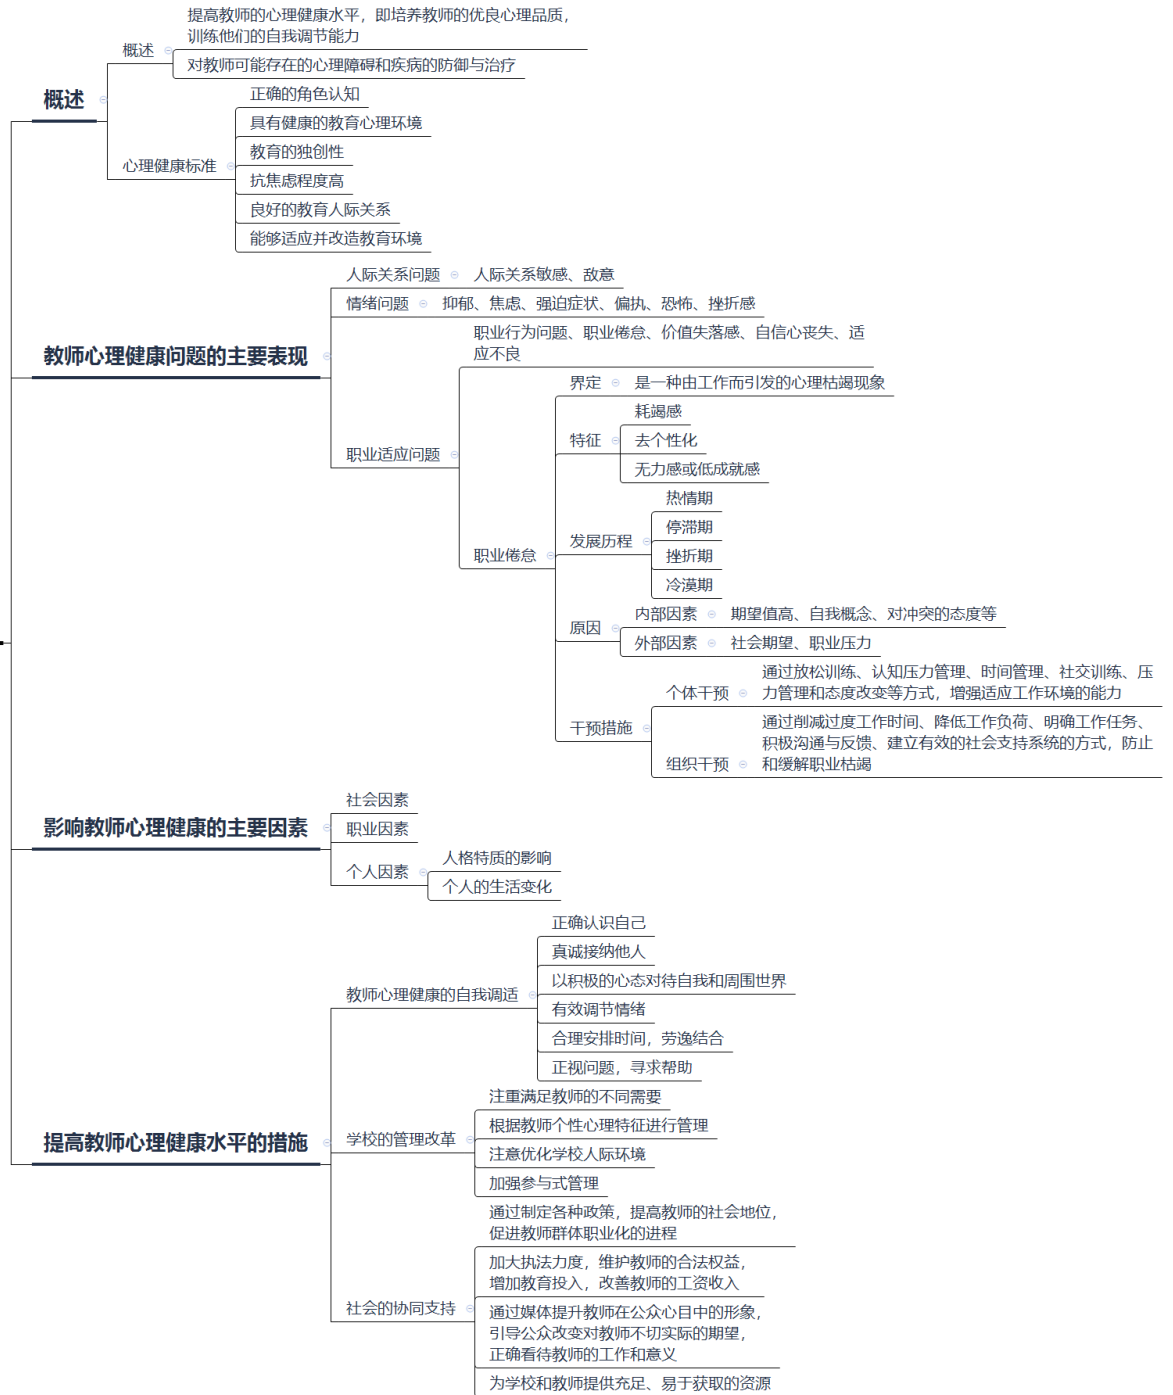 概述
概述
提高教师的心理健康水平，即培养教师的优良心理品质，
训练他们的自我调节能力
对教师可能存在的心理障碍和疾病的防御与治疗
心理健康标准
正确的角色认知
具有健康的教育心理环境
教育的独创性
抗焦虑程度高
良好的教育人际关系
能够适应并改造教育环境
教师心理健康问题的主要表现
人际关系问题
人际关系敏感、敌意
情绪问题
抑郁、焦虑、强迫症状、偏执、恐怖、挫折感
职业适应问题
职业行为问题、职业倦怠、价值失落感、自信心丧失、适
应不良
职业倦怠
界定
是一种由工作而引发的心理枯竭现象
特征
耗竭感
去个性化
无力感或低成就感
发展历程
热情期
停滞期
挫折期
冷漠期
原因
内部因素
期望值高、自我概念、对冲突的态度等
外部因素
社会期望、职业压力
干预措施
个体干预
通过放松训练、认知压力管理、时间管理、社交训练、压
力管理和态度改变等方式，增强适应工作环境的能力
组织干预
通过削减过度工作时间、降低工作负荷、明确工作任务、
积极沟通与反馈、建立有效的社会支持系统的方式，防止
和缓解职业枯竭
影响教师心理健康的主要因素
社会因素
职业因素
个人因素
人格特质的影响
个人的生活变化
提高教师心理健康水平的措施
教师心理健康的自我调适
正确认识自己
真诚接纳他人
以积极的心态对待自我和周围世界
有效调节情绪
合理安排时间，劳逸结合
正视问题，寻求帮助
学校的管理改革
注重满足教师的不同需要
根据教师个性心理特征进行管理
注意优化学校人际环境
加强参与式管理
社会的协同支持
通过制定各种政策，提高教师的社会地位，
促进教师群体职业化的进程
加大执法力度，维护教师的合法权益，
增加教育投入，改善教师的工资收入
通过媒体提升教师在公众心目中的形象，
引导公众改变对教师不切实际的期望，
正确看待教师的工作和意义
为学校和教师提供充足、易于获取的资源